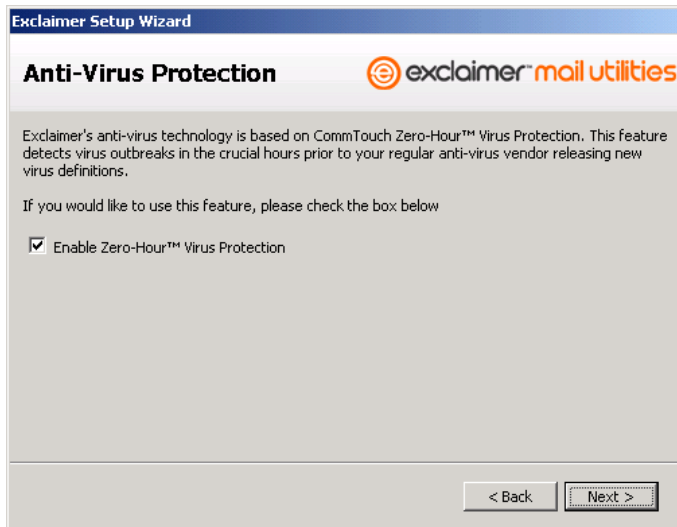 Exclaimer Setup Wizard
Anti-Virus Protection
exclaimer™ mail utilities
Exclaimer's anti-virus technology is based on CommTouch Zero-Hour™ Virus Protection. This feature
detects virus outbreaks in the crucial hours prior to your regular anti-virus vendor releasing new
virus definitions.
If you would like to use this feature, please check the box below
Enable Zero-Hour™ Virus Protection
< Back
Next >